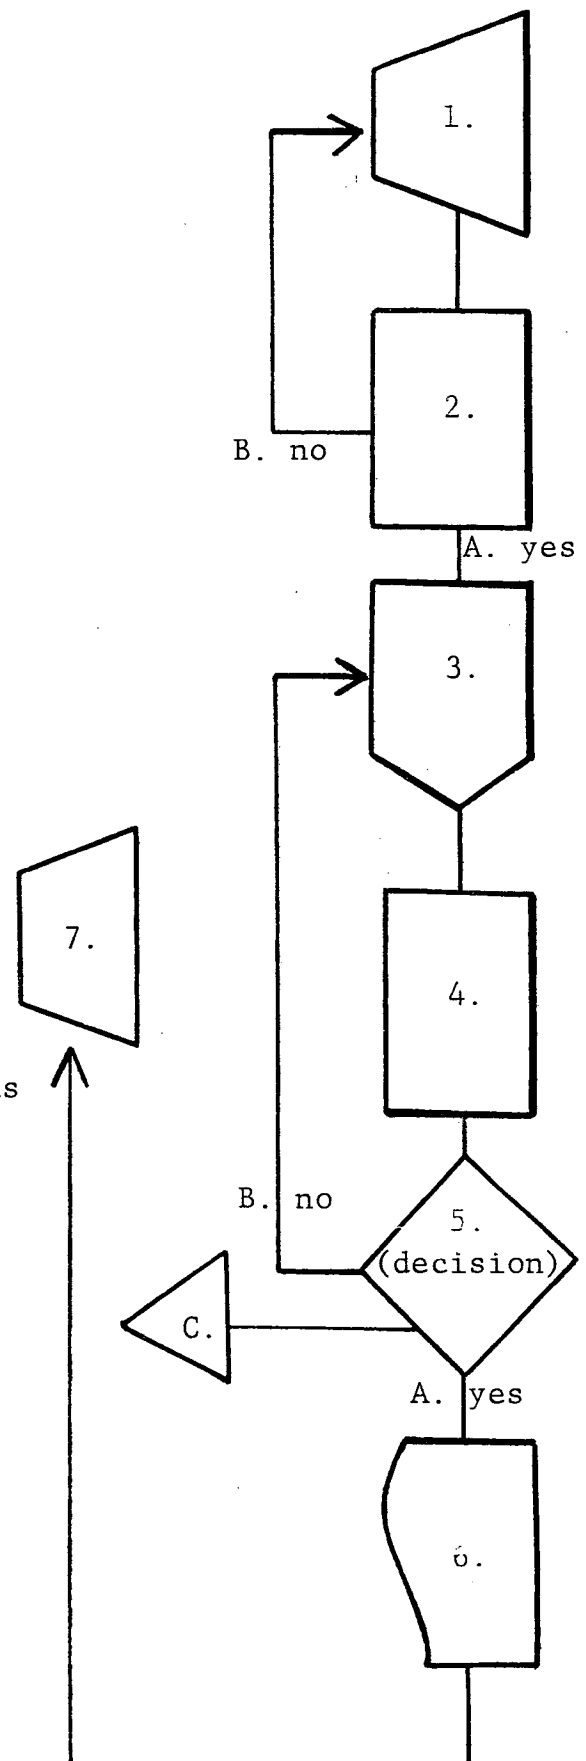 1.
2.
B. no
A. yes
3.
7.
4.
B. no
5.
(decision)
C.
A. yes
6.